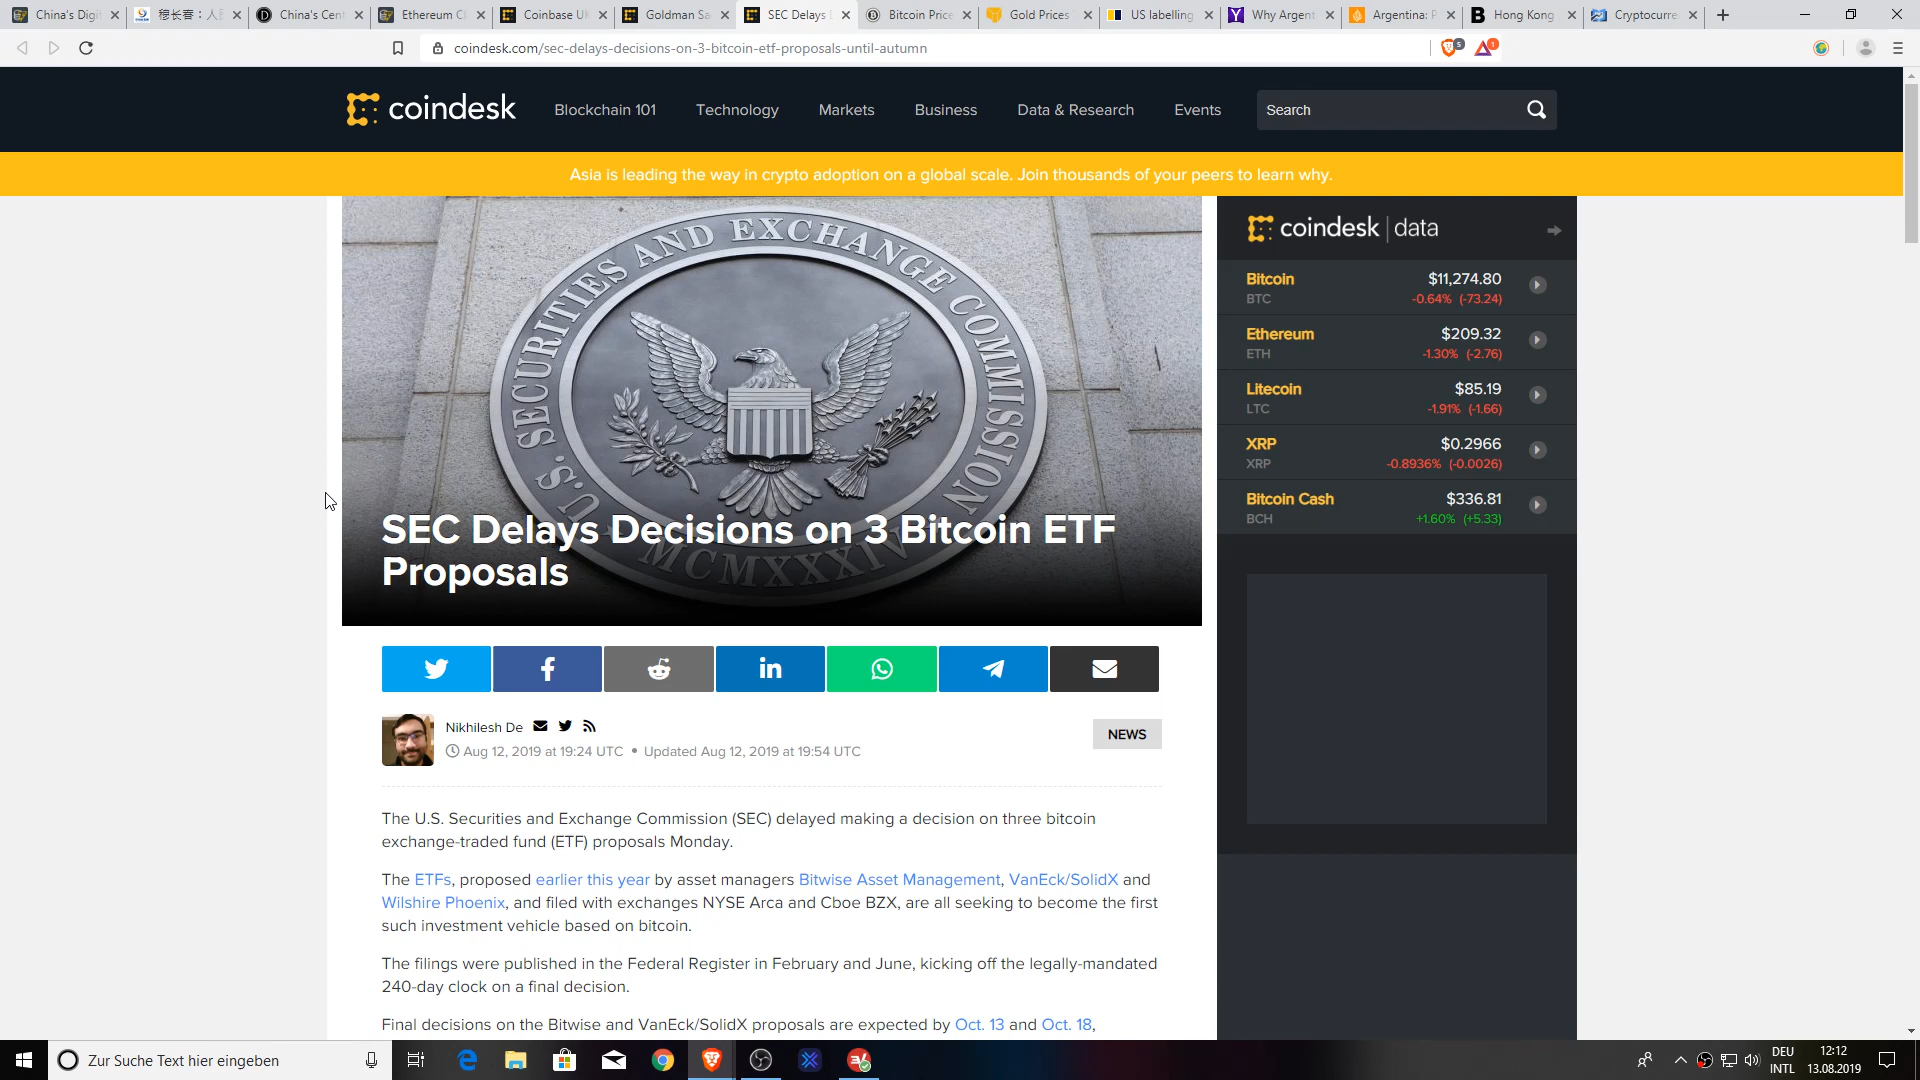 China's Digi
穆长春：人民
China's Cent
Ethereum Cl
Coinbase U
Goldman Sa
SEC Delays
Bitcoin Price
Gold Prices
US labelling
Why Argent
Argentina: P
Hong Kong
Cryptocurre
coindesk.com/sec-delays-decisions-on-3-bitcoin-etf-proposals-until-autumn
5
1
coindesk
Blockchain 101
Technology
Markets
Business
Data & Research
Events
Search
Asia is leading the way in crypto adoption on a global scale. Join thousands of your peers to learn why.
U.S. SECURITIES AND EXCHANGE COMMISSION
MCMXXXIV
SEC Delays Decisions on 3 Bitcoin ETF
Proposals
coindesk | data
Bitcoin
$11,274.80
BTC
-0.64% (-73.24)
Ethereum
$209.32
ETH
-1.30% (-2.76)
Litecoin
$85.19
LTC
-1.91% (-1.66)
XRP
$0.2966
XRP
-0.8936% (-0.0026)
Bitcoin Cash
$336.81
BCH
+1.60% (+5.33)
Nikhilesh De
Aug 12, 2019 at 19:24 UTC • Updated Aug 12, 2019 at 19:54 UTC
NEWS
The U.S. Securities and Exchange Commission (SEC) delayed making a decision on three bitcoin
exchange-traded fund (ETF) proposals Monday.
The ETFs, proposed earlier this year by asset managers Bitwise Asset Management, VanEck/SolidX and
Wilshire Phoenix, and filed with exchanges NYSE Arca and Cboe BZX, are all seeking to become the first
such investment vehicle based on bitcoin.
The filings were published in the Federal Register in February and June, kicking off the legally-mandated
240-day clock on a final decision.
Final decisions on the Bitwise and VanEck/SolidX proposals are expected by Oct. 13 and Oct. 18,
Zur Suche Text hier eingeben
DEU
INTL
12:12
13.08.2019